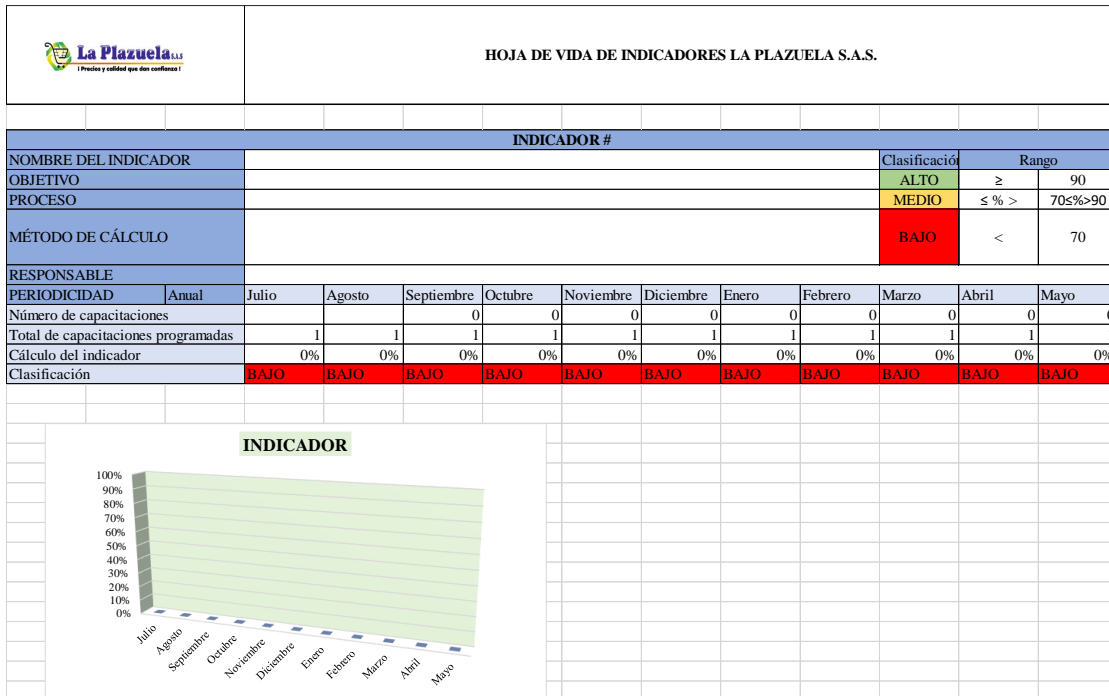 La Plazuela S.A.S
¡ Precios y calidad que dan confianza !
HOJA DE VIDA DE INDICADORES LA PLAZUELA S.A.S.
INDICADOR #
NOMBRE DEL INDICADOR Clasificación Rango
OBJETIVO ALTO ≥ 90
PROCESO MEDIO ≤ % > 70≤%>90
MÉTODO DE CÁLCULO BAJO < 70
RESPONSABLE
PERIODICIDAD Anual Julio Agosto Septiembre Octubre Noviembre Diciembre Enero Febrero Marzo Abril Mayo
Número de capacitaciones 0 0 0 0 0 0 0 0 0
Total de capacitaciones programadas 1 1 1 1 1 1 1 1 1 1
Cálculo del indicador 0% 0% 0% 0% 0% 0% 0% 0% 0% 0% 0%
Clasificación BAJO BAJO BAJO BAJO BAJO BAJO BAJO BAJO BAJO BAJO BAJO
INDICADOR
100%
90%
80%
70%
60%
50%
40%
30%
20%
10%
0%
Julio Agosto Septiembre Octubre Noviembre Diciembre Enero Febrero Marzo Abril Mayo